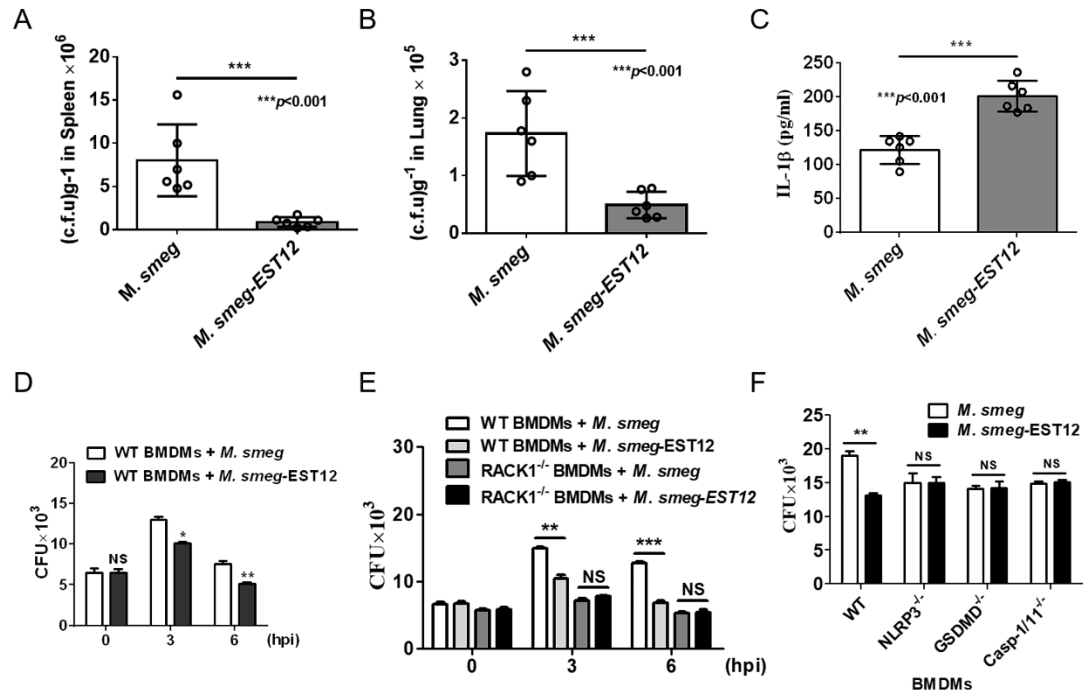 A
(c.f.u)g-1 in Spleen ×10⁶
20
15
10
5
0
***
***p<0.001
M. smeg
M. smeg-EST12
B
(c.f.u)g⁻¹ in Lung × 10⁵
3
2
1
0
***
***p<0.001
M. smeg
M. smeg-EST12
C
IL-1β (pg/ml)
300
250
200
150
100
50
0
***
***p<0.001
M. smeg
M. smeg-EST12
D
WT BMDMs + M. smeg
WT BMDMs + M. smeg-EST12
CFU×10³
20
15
10
5
0
NS
*
**
0
3
6
(hpi)
E
WT BMDMs + M. smeg
WT BMDMs + M. smeg-EST12
RACK1⁻/⁻ BMDMs + M. smeg
RACK1⁻/⁻ BMDMs + M. smeg-EST12
CFU×10³
30
20
10
0
**
NS
***
NS
0
3
6
(hpi)
F
M. smeg
M. smeg-EST12
CFU×10³
25
20
15
10
5
0
**
NS
NS
NS
WT
NLRP3⁻/⁻
GSDMD⁻/⁻
Casp-1/11⁻/⁻
BMDMs